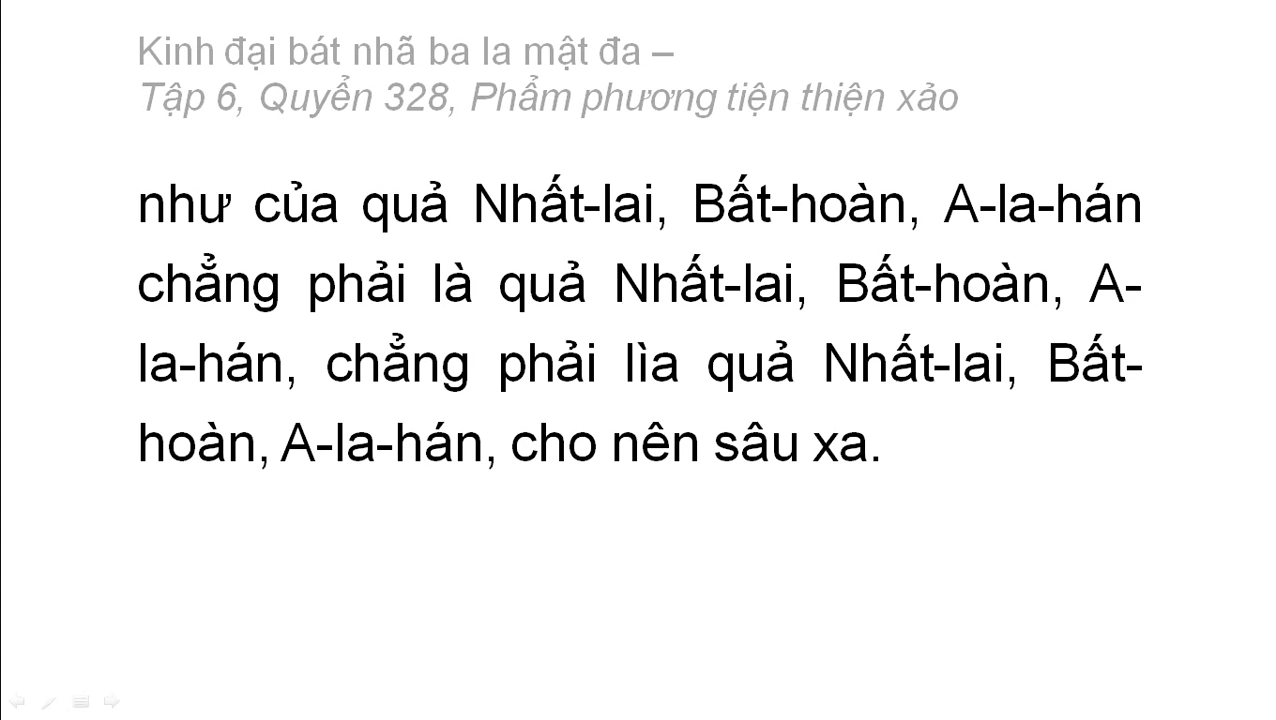 Kinh đại bát nhã ba la mật đa –
Tập 6, Quyển 328, Phẩm phương tiện thiện xảo
như của quả Nhất-lai, Bất-hoàn, A-la-hán
chẳng phải là quả Nhất-lai, Bất-hoàn, A-
la-hán, chẳng phải lìa quả Nhất-lai, Bất-
hoàn, A-la-hán, cho nên sâu xa.